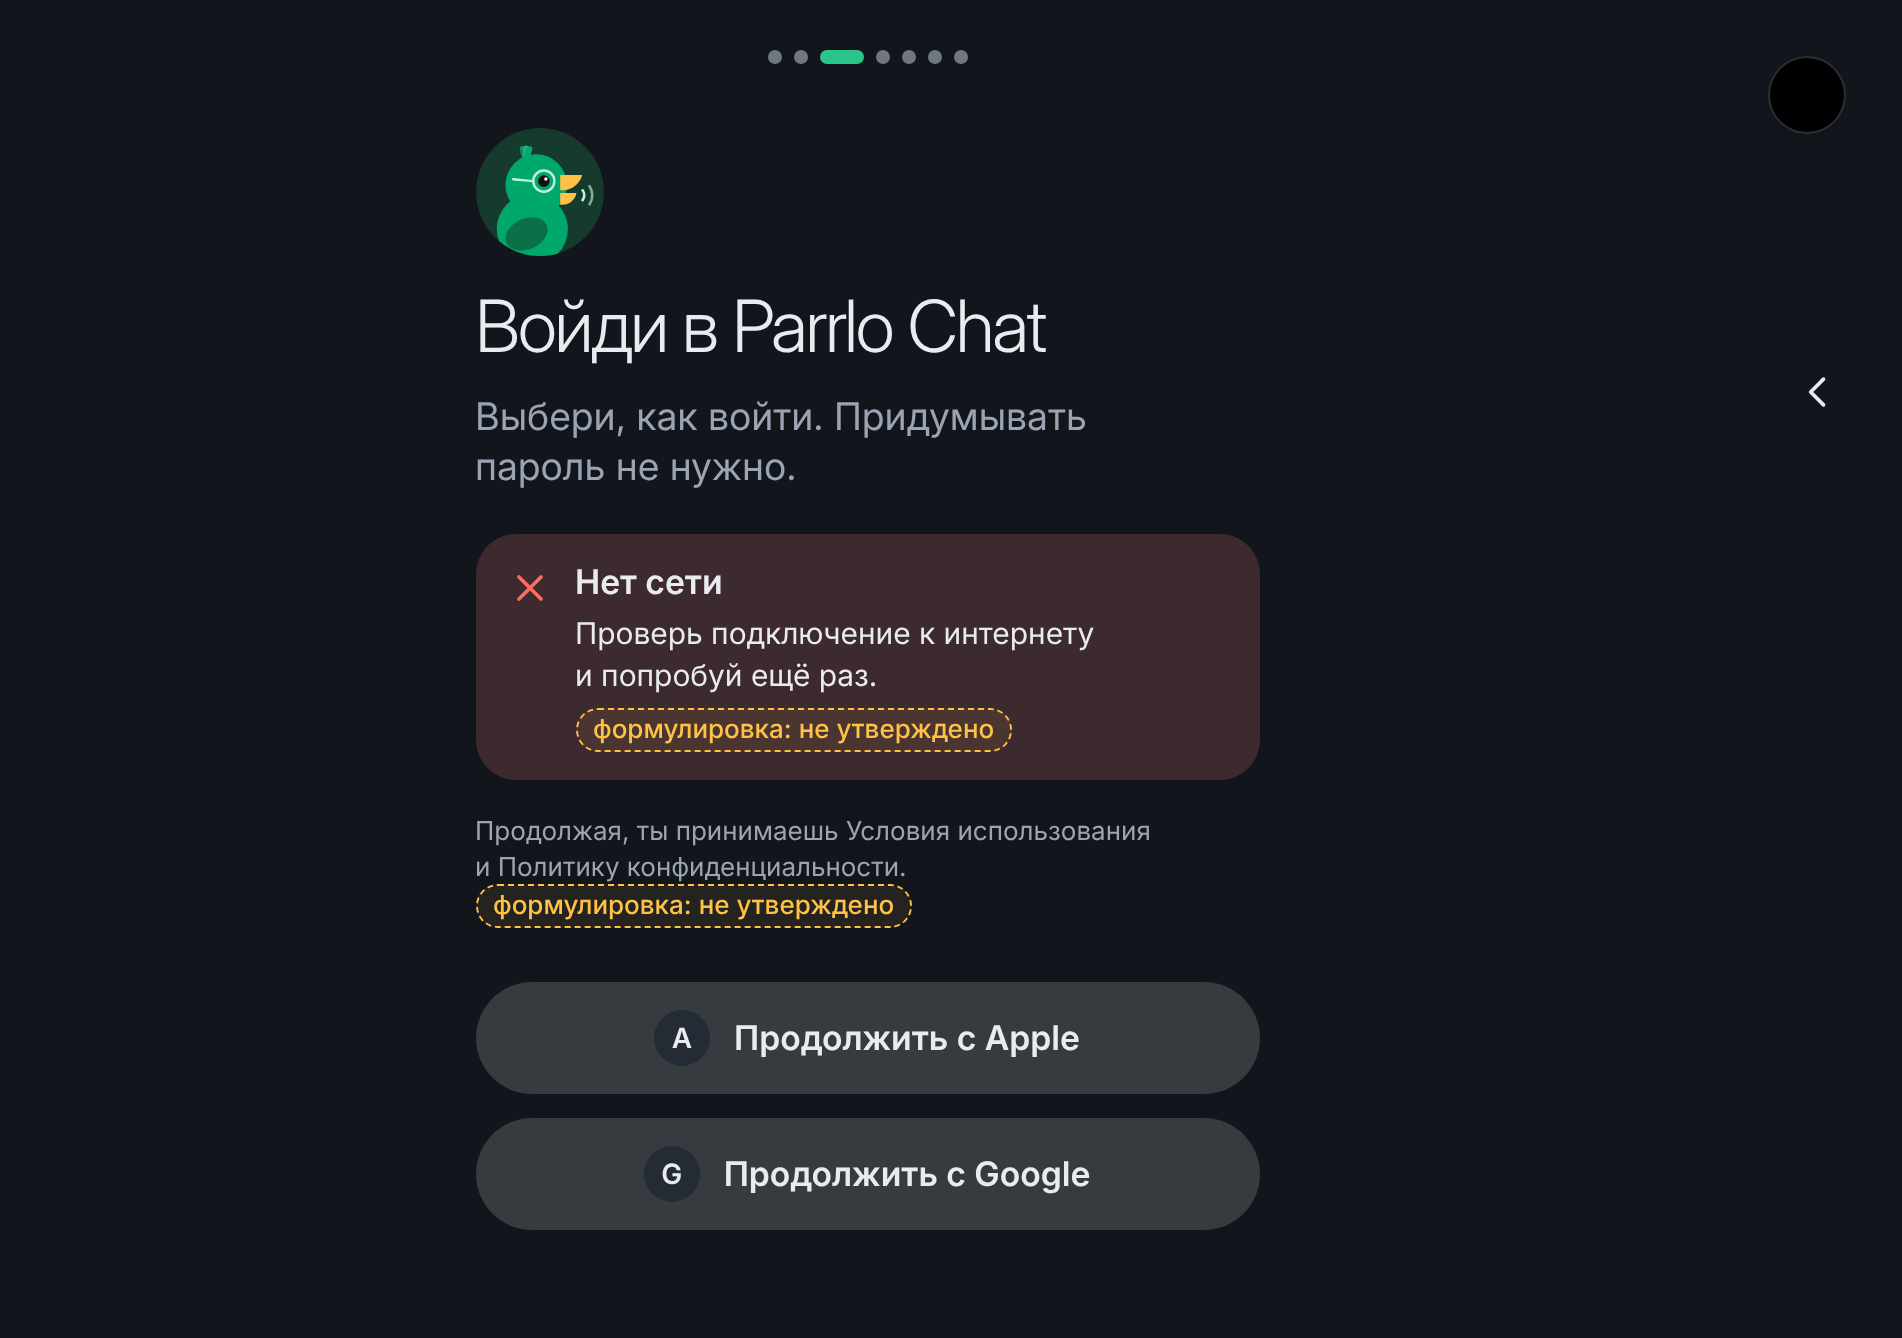 Войди в Parrlo Chat
Выбери, как войти. Придумывать
пароль не нужно.
Нет сети
Проверь подключение к интернету
и попробуй ещё раз.
формулировка: не утверждено
Продолжая, ты принимаешь Условия использования
и Политику конфиденциальности.
формулировка: не утверждено
A Продолжить с Apple
G Продолжить с Google